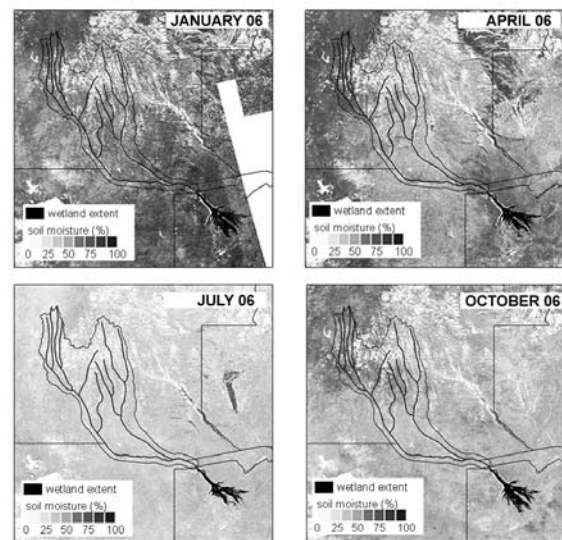 JANUARY 06
wetland extent
soil moisture (%)
0 25 50 75 100
APRIL 06
wetland extent
soil moisture (%)
0 25 50 75 100
JULY 06
wetland extent
soil moisture (%)
0 25 50 75 100
OCTOBER 06
wetland extent
soil moisture (%)
0 25 50 75 100